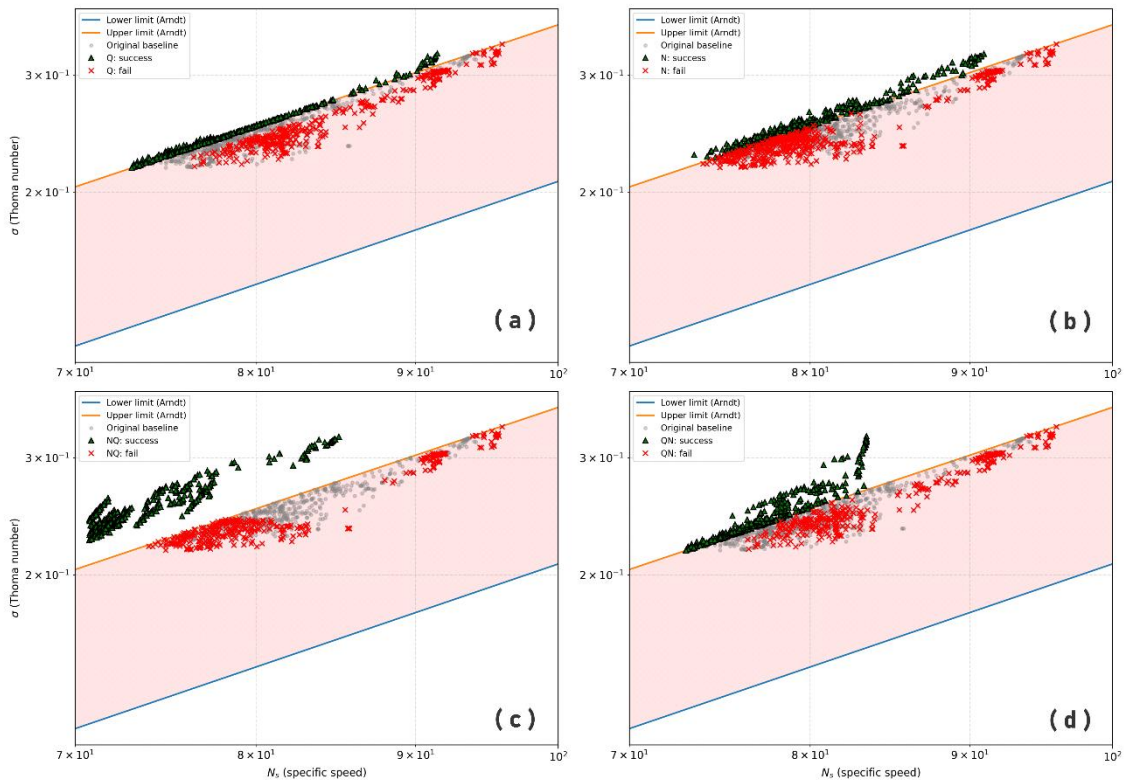 Lower limit (Arndt)
Upper limit (Arndt)
Original baseline
Q: success
Q: fail
3 × 10⁻¹
2 × 10⁻¹
σ (Thoma number)
(a)
7 × 10¹
8 × 10¹
9 × 10¹
10²
Lower limit (Arndt)
Upper limit (Arndt)
Original baseline
N: success
N: fail
3 × 10⁻¹
2 × 10⁻¹
(b)
7 × 10¹
8 × 10¹
9 × 10¹
10²
Lower limit (Arndt)
Upper limit (Arndt)
Original baseline
NQ: success
NQ: fail
3 × 10⁻¹
2 × 10⁻¹
σ (Thoma number)
(c)
7 × 10¹
8 × 10¹
9 × 10¹
10²
Nₛ (specific speed)
Lower limit (Arndt)
Upper limit (Arndt)
Original baseline
QN: success
QN: fail
3 × 10⁻¹
2 × 10⁻¹
(d)
7 × 10¹
8 × 10¹
9 × 10¹
10²
Nₛ (specific speed)